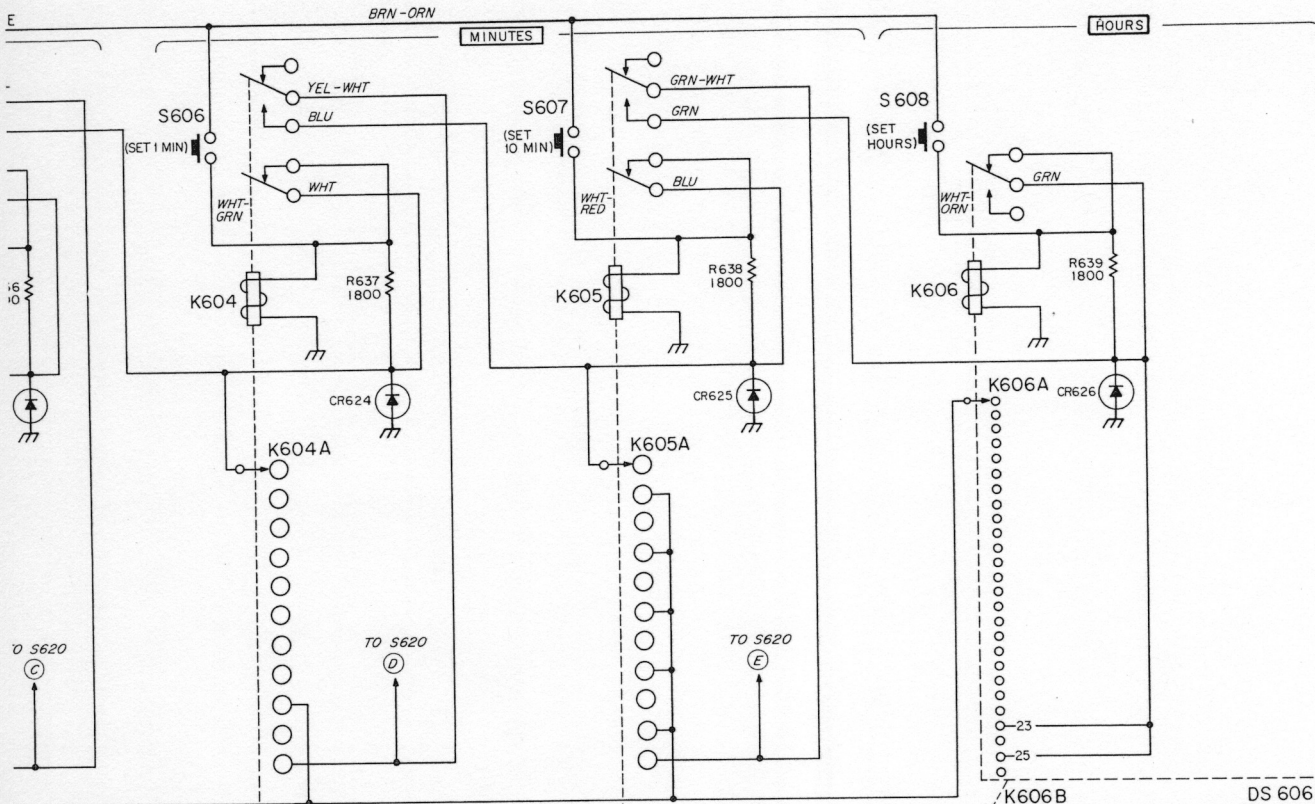 E
BRN-ORN
MINUTES
HOURS
YEL-WHT
BLU
S606
(SET 1 MIN)
WHT
WHT-
GRN
K604
R637
1800
CR624
K604A
TO S620
D
GRN-WHT
GRN
S607
(SET
10 MIN)
BLU
WHT-
RED
K605
R638
1800
CR625
K605A
TO S620
E
S608
(SET
HOURS)
GRN
WHT-
ORN
K606
R639
1800
K606A
CR626
23
25
K606B
DS 606
O S620
C